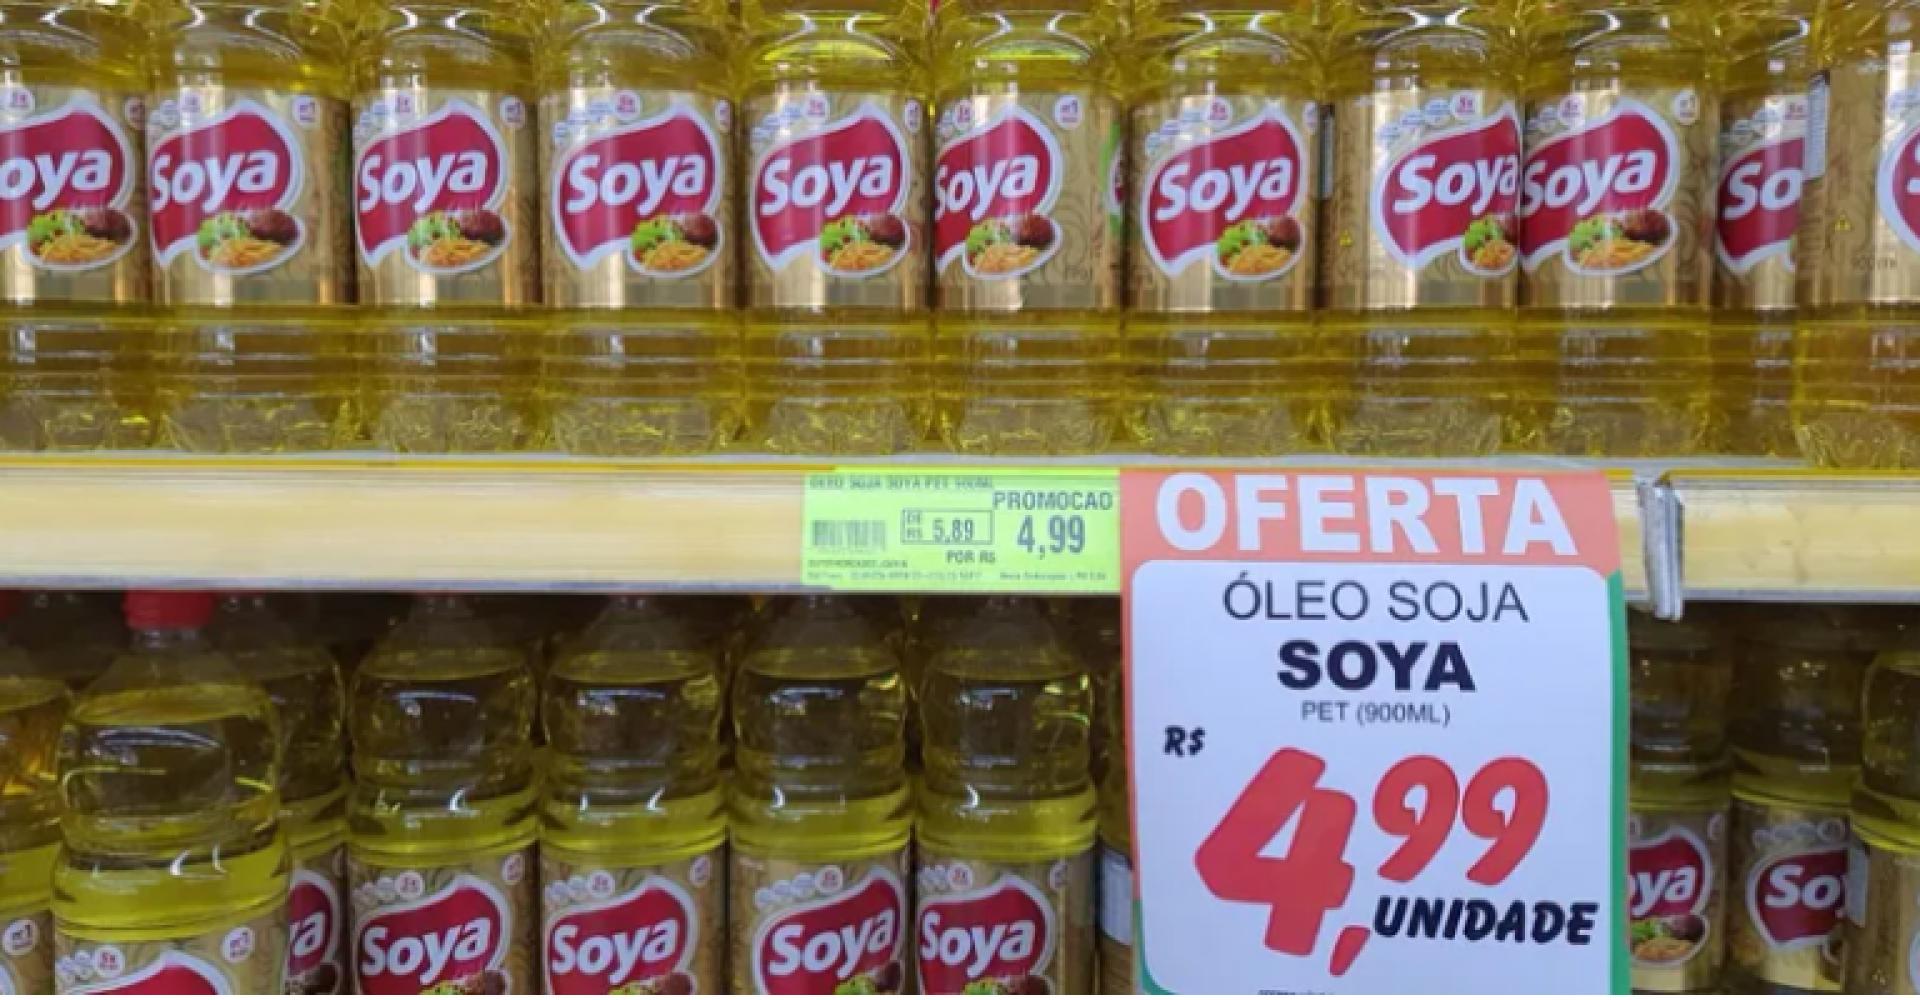 Soya
Soya
Soya
Soya
Soya
Soya
Soya
Soya
Soya
ÓLEO SOJA SOYA PET 900ML
PROMOCAO
DE
R$ 5,89
4,99
POR R$
OFERTA
ÓLEO SOJA
SOYA
PET (900ML)
R$
4,99
UNIDADE
Soya
Soya
Soya
Soya